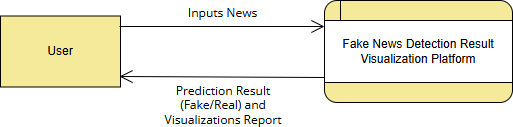 Inputs News
User
Fake News Detection Result
Visualization Platform
Prediction Result
(Fake/Real) and
Visualizations Report